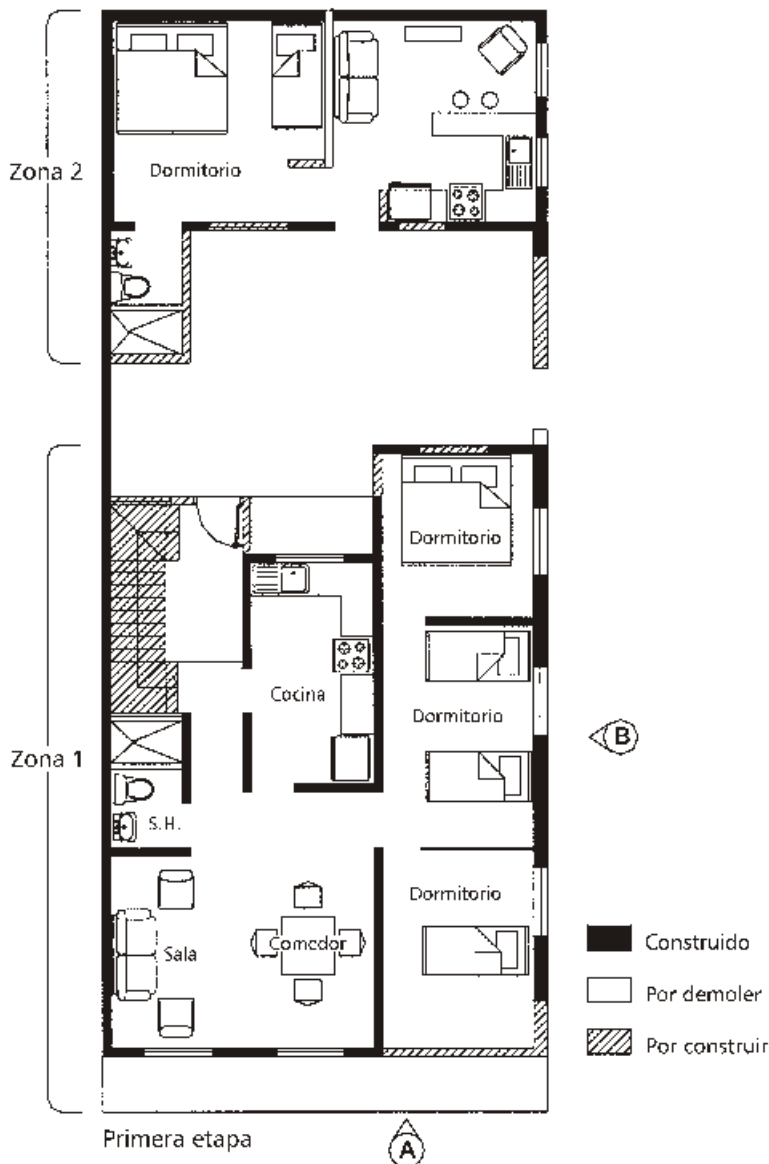 Zona 2
Dormitorio
Dormitorio
Cocina
Dormitorio
B
Zona 1
S.H.
Dormitorio
Sala
Comedor
Construido
Por demoler
Por construir
Primera etapa
A